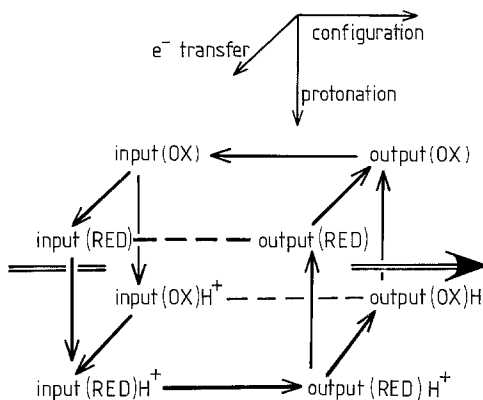 configuration
e⁻ transfer
protonation
input(OX) output(OX)
input(RED) output(RED)
input(OX)H⁺ output(OX)H
input(RED)H⁺ output(RED)H⁺